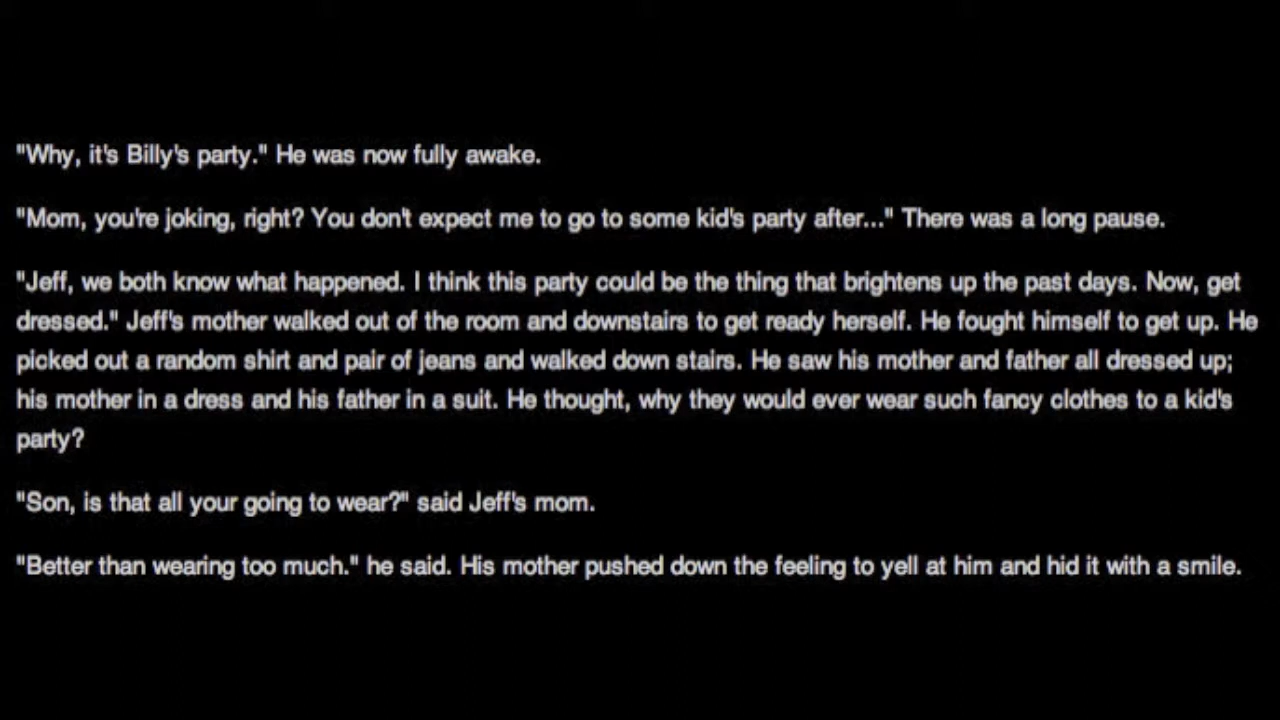 "Why, it's Billy's party." He was now fully awake.
"Mom, you're joking, right? You don't expect me to go to some kid's party after..." There was a long pause.
"Jeff, we both know what happened. I think this party could be the thing that brightens up the past days. Now, get
dressed." Jeff's mother walked out of the room and downstairs to get ready herself. He fought himself to get up. He
picked out a random shirt and pair of jeans and walked down stairs. He saw his mother and father all dressed up;
his mother in a dress and his father in a suit. He thought, why they would ever wear such fancy clothes to a kid's
party?
"Son, is that all your going to wear?" said Jeff's mom.
"Better than wearing too much." he said. His mother pushed down the feeling to yell at him and hid it with a smile.